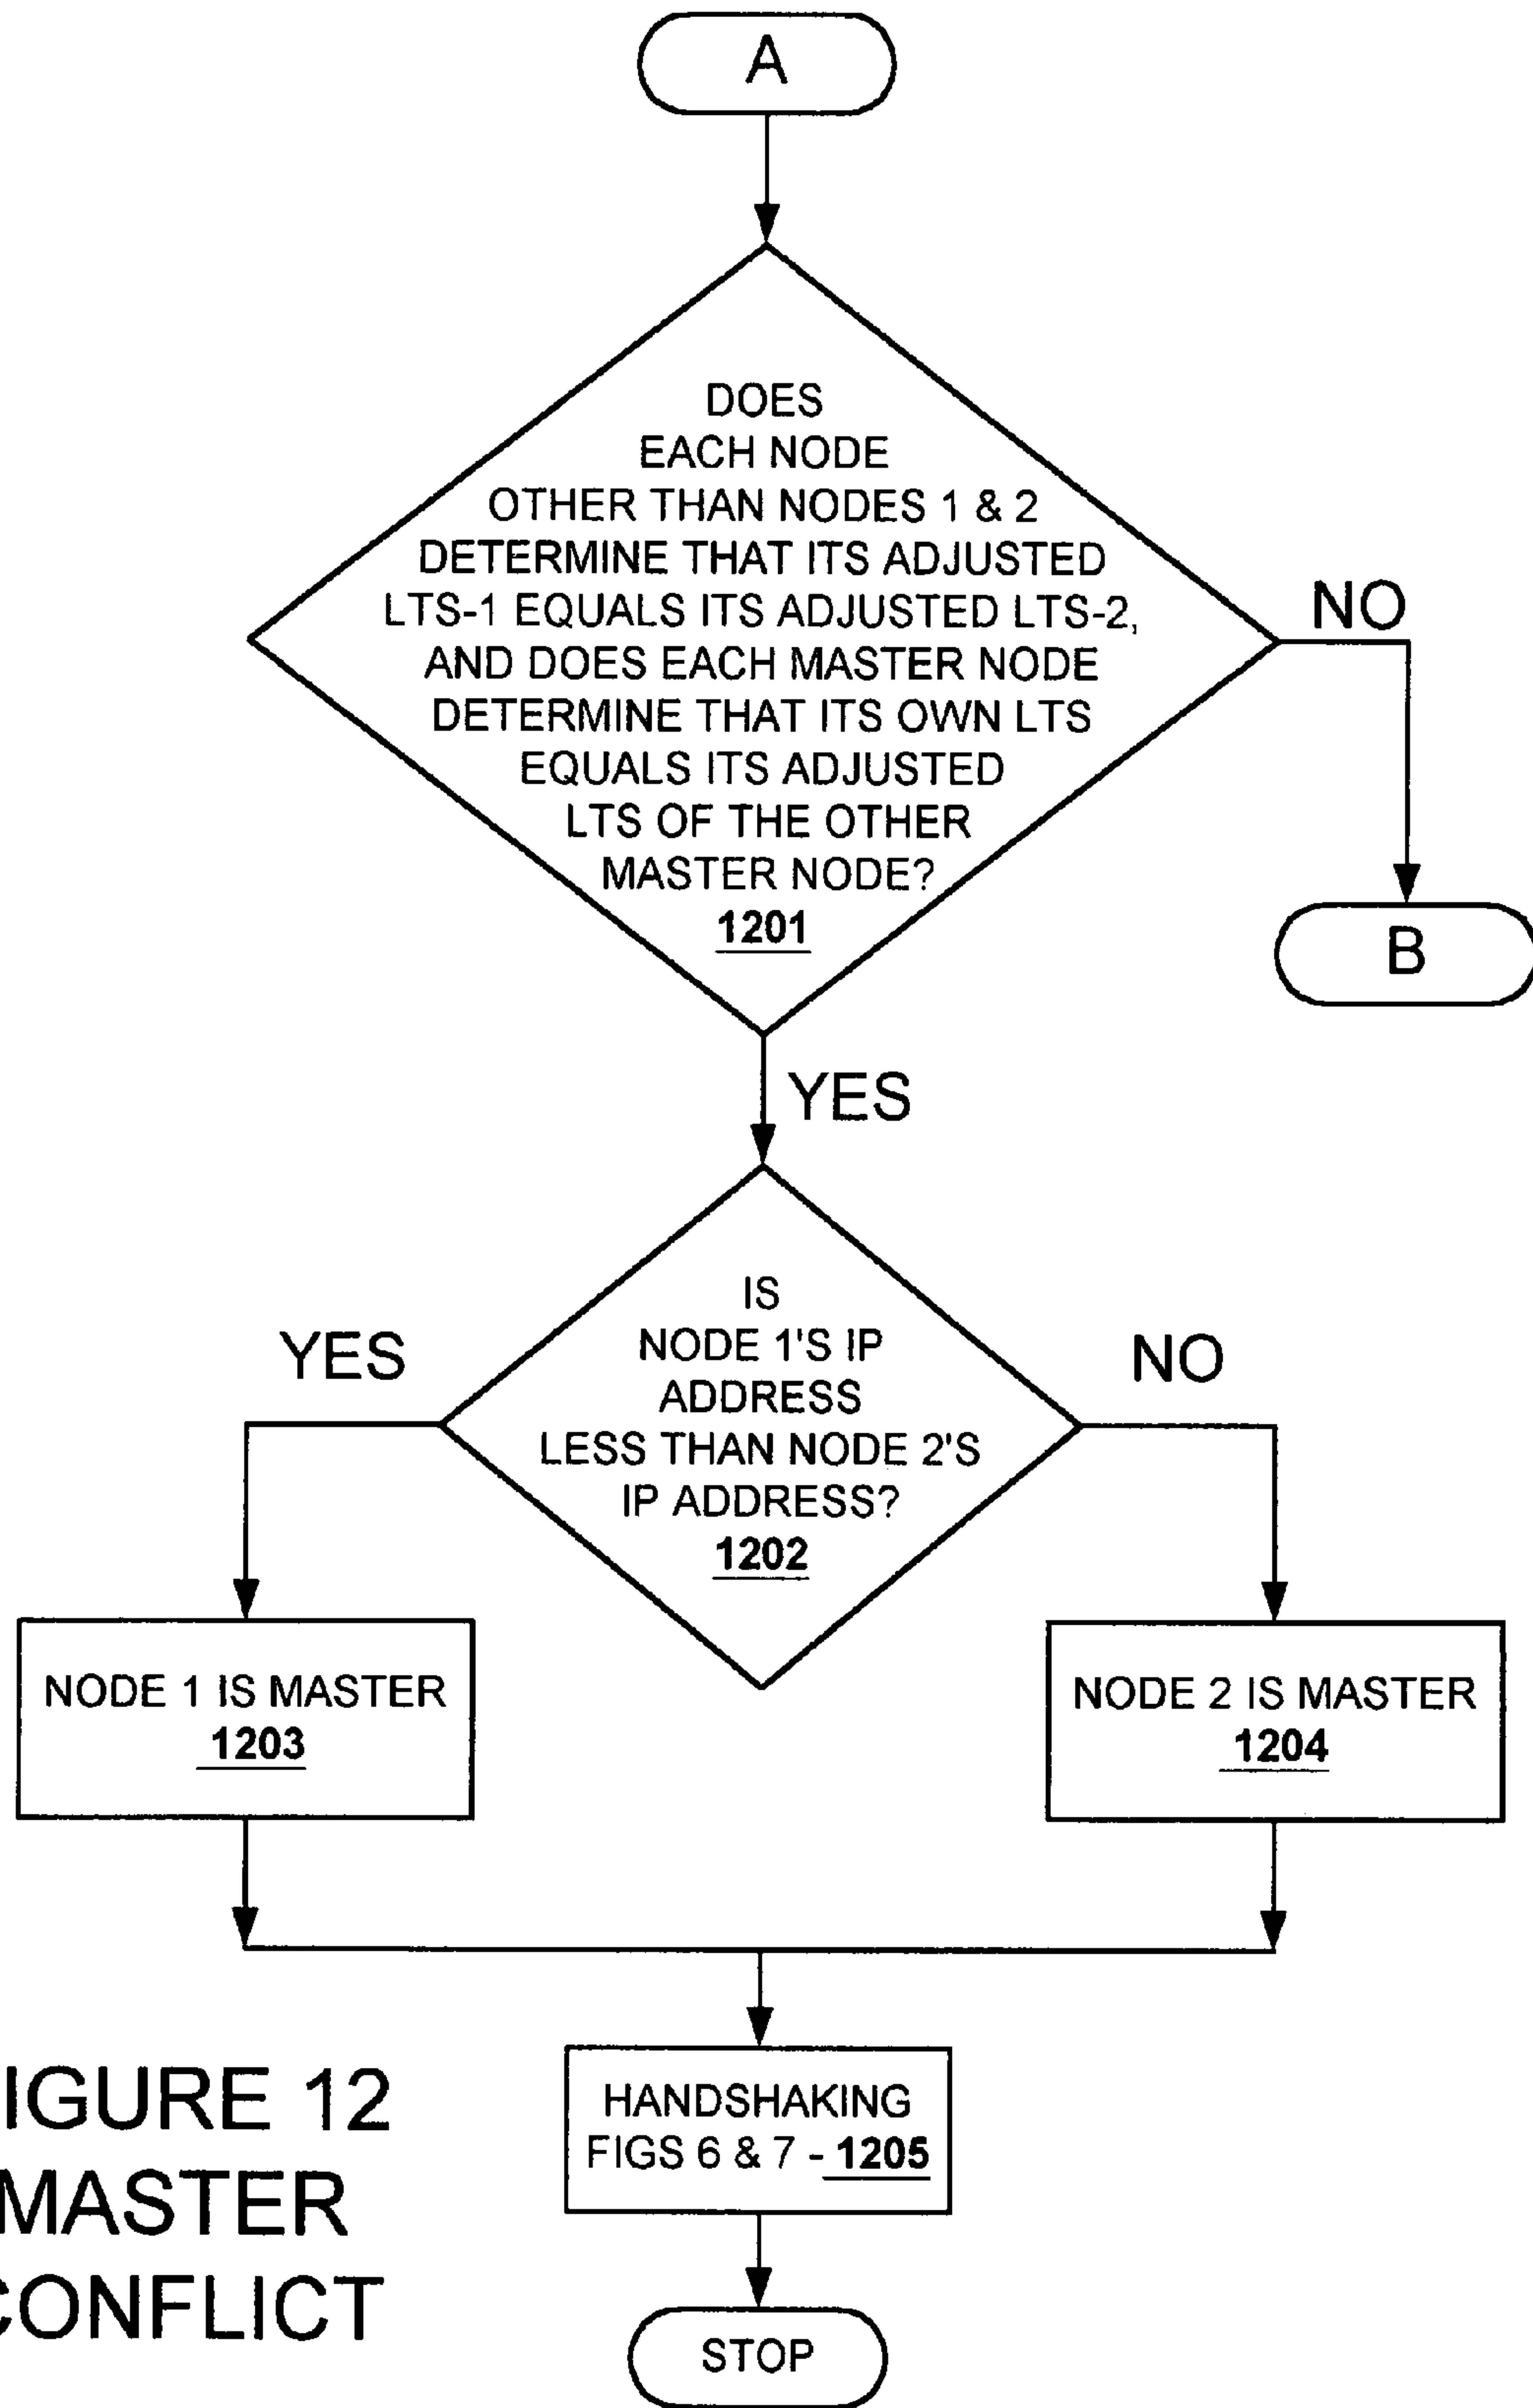 A
DOES
EACH NODE
OTHER THAN NODES 1 & 2
DETERMINE THAT ITS ADJUSTED
LTS-1 EQUALS ITS ADJUSTED LTS-2,
AND DOES EACH MASTER NODE
DETERMINE THAT ITS OWN LTS
EQUALS ITS ADJUSTED
LTS OF THE OTHER
MASTER NODE?
1201
NO
B
YES
IS
NODE 1'S IP
ADDRESS
LESS THAN NODE 2'S
IP ADDRESS?
1202
YES
NO
NODE 1 IS MASTER
1203
NODE 2 IS MASTER
1204
HANDSHAKING
FIGS 6 & 7 - 1205
STOP
IGURE 12
MASTER
CONFLICT